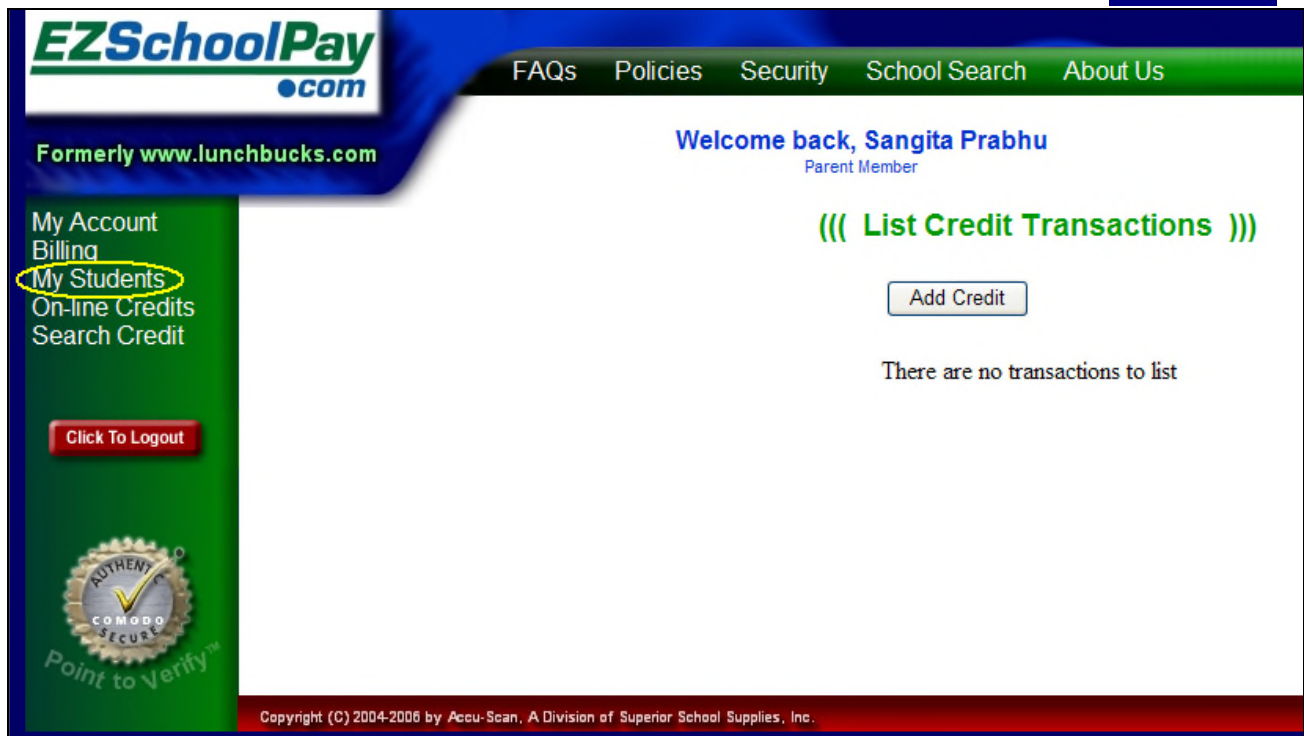 EZSchoolPay
●com
FAQs Policies Security School Search About Us
Formerly www.lunchbucks.com
Welcome back, Sangita Prabhu
Parent Member
My Account
Billing
My Students
On-line Credits
Search Credit
((( List Credit Transactions )))
Add Credit
There are no transactions to list
Click To Logout
AUTHENTIC
COMODO
SECURE
Point to Verify™
Copyright (C) 2004-2006 by Accu-Scan, A Division of Superior School Supplies, Inc.